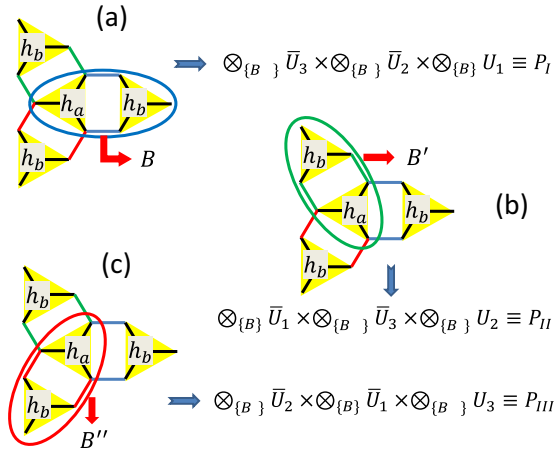 (a)
h_b
⊗_{B } Ū_3 × ⊗_{B } Ū_2 × ⊗_{B} U_1 ≡ P_I
h_a h_b
h_b
B
h_b
B′
h_a h_b
(b)
h_b
(c)
h_b
⊗_{B} Ū_1 × ⊗_{B } Ū_3 × ⊗_{B } U_2 ≡ P_II
h_a h_b
h_b
⊗_{B } Ū_2 × ⊗_{B} Ū_1 × ⊗_{B } U_3 ≡ P_III
B′′